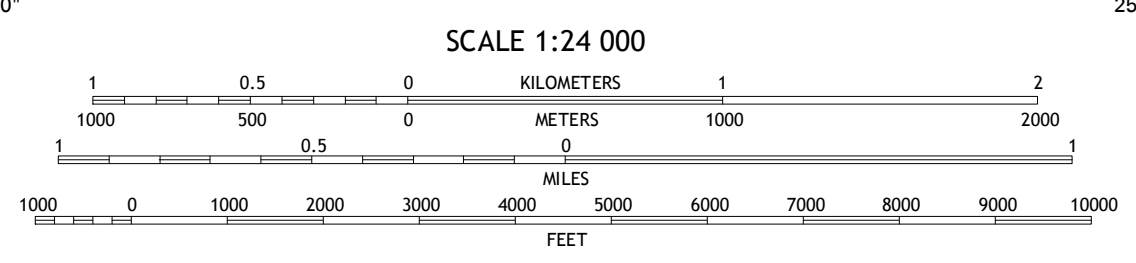 0" 25
SCALE 1:24 000
1 0.5 0 KILOMETERS 1 2
1000 500 0 METERS 1000 2000
1 0.5 0 1
MILES
1000 0 1000 2000 3000 4000 5000 6000 7000 8000 9000 10000
FEET